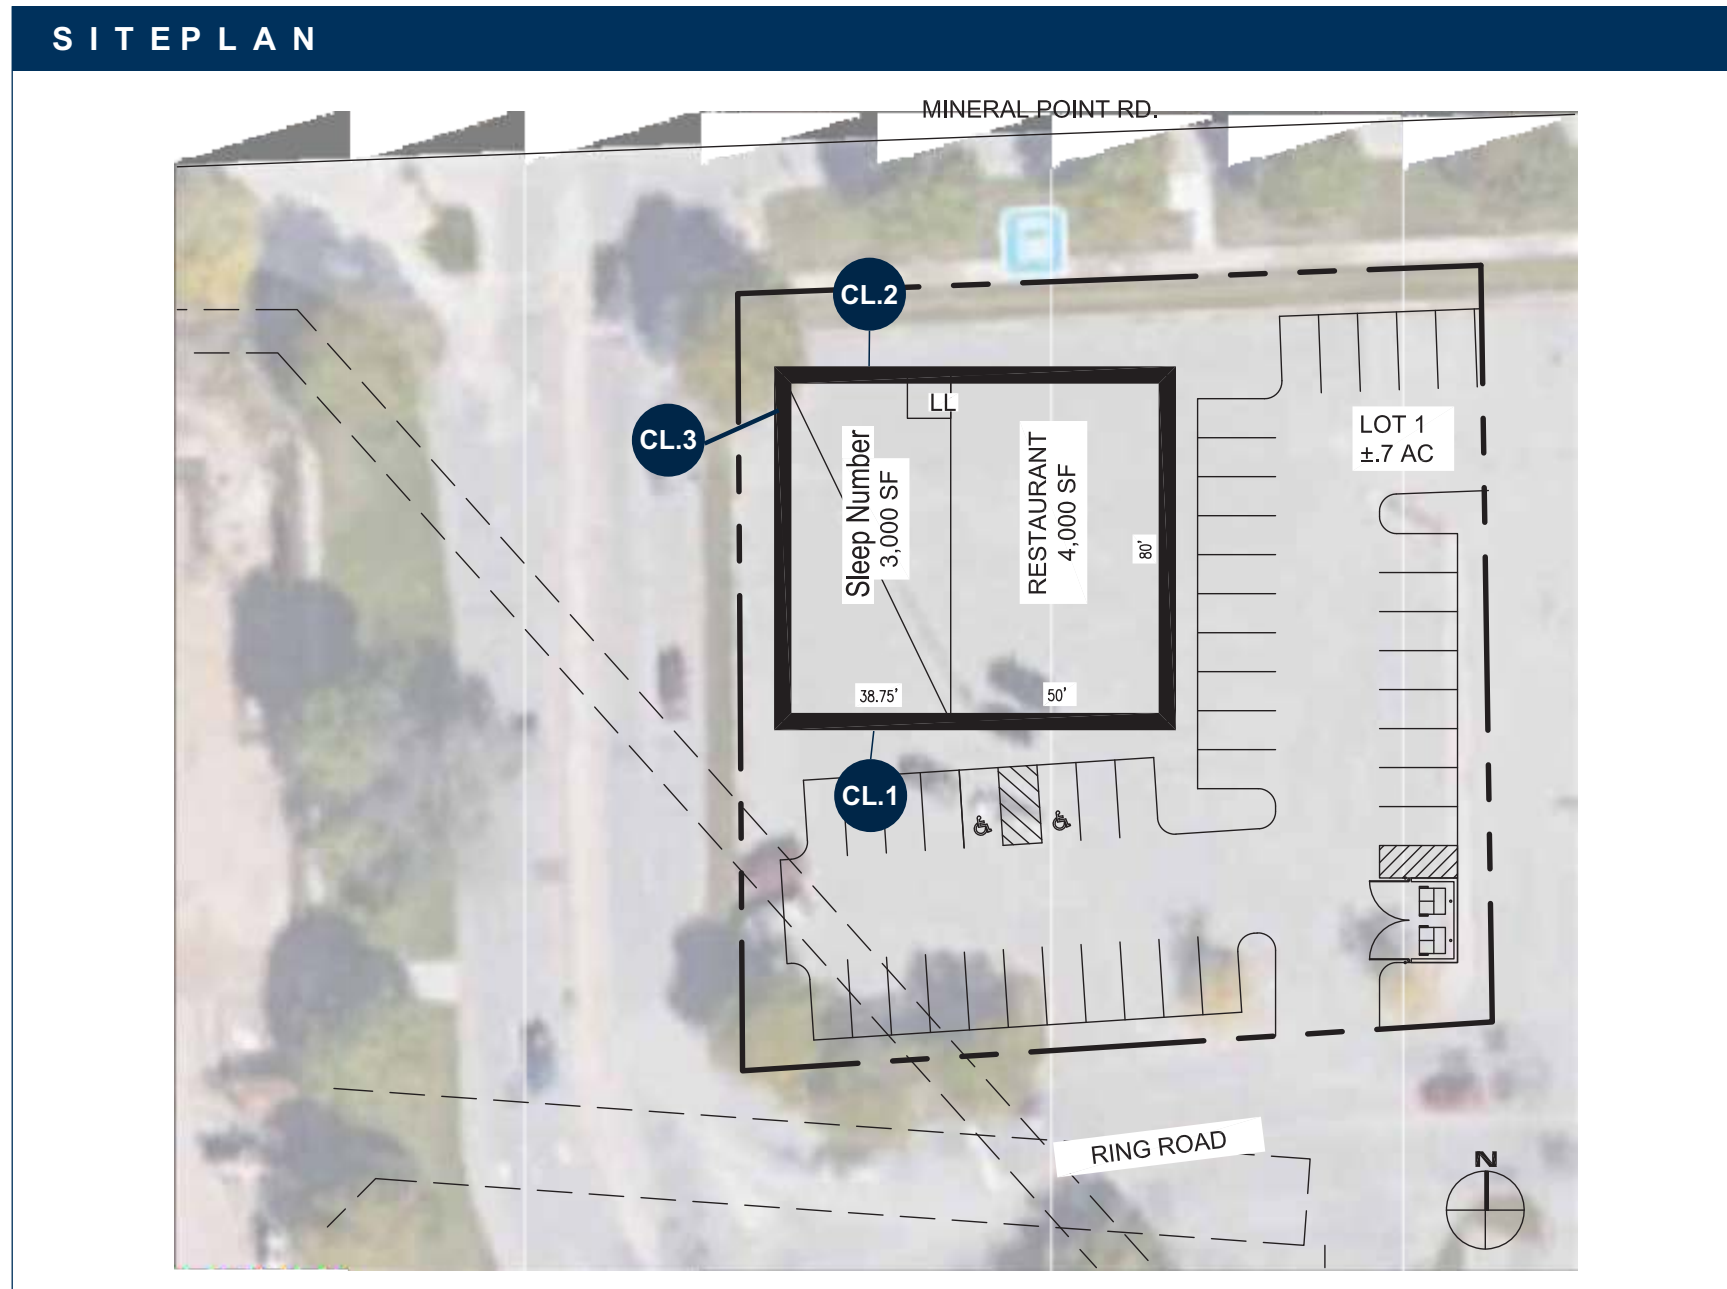 SITEPLAN
MINERAL POINT RD.
CL.2
CL.3
LL
LOT 1
±.7 AC
Sleep Number
3,000 SF
RESTAURANT
4,000 SF
80'
38.75'
50'
CL.1
RING ROAD
N